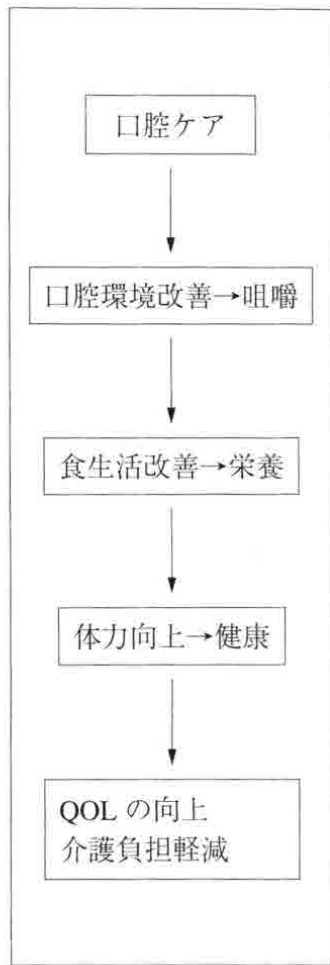 口腔ケア
口腔環境改善→咀嚼
食生活改善→栄養
体力向上→健康
QOL の向上
介護負担軽減